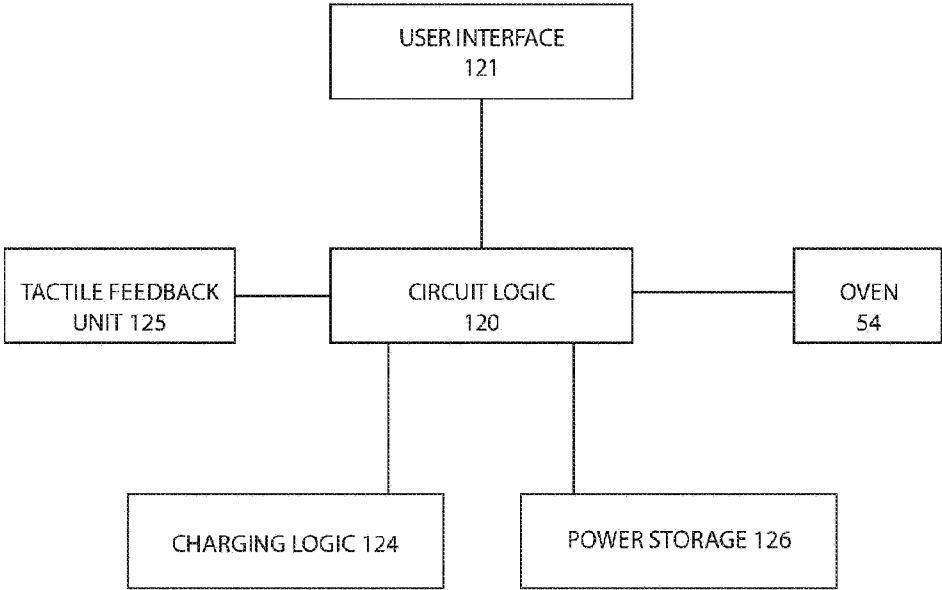 USER INTERFACE
121
TACTILE FEEDBACK
UNIT 125
CIRCUIT LOGIC
120
OVEN
54
CHARGING LOGIC 124
POWER STORAGE 126